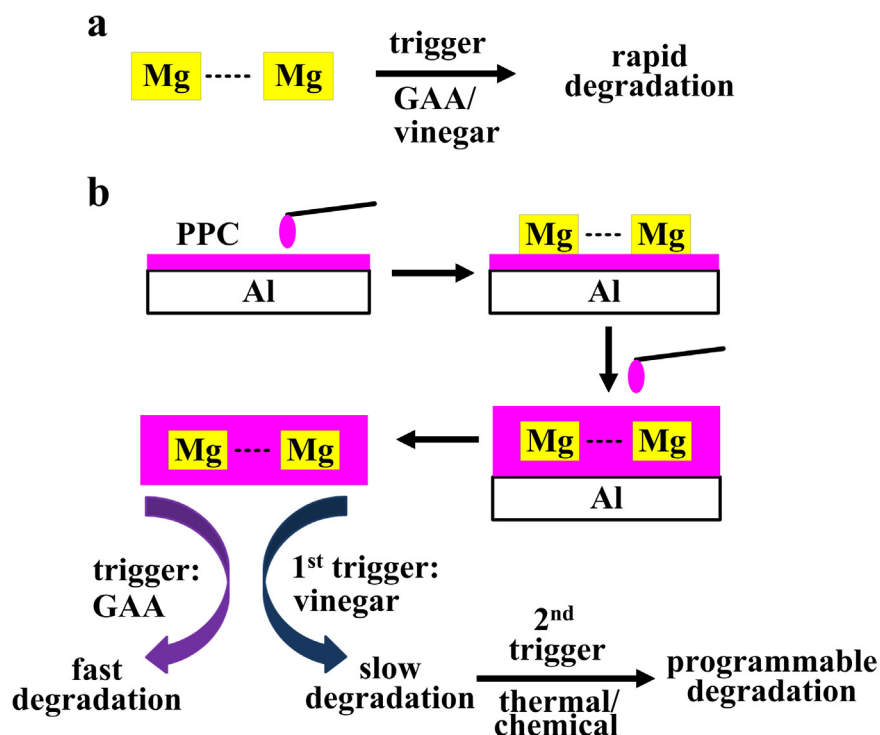 a
Mg ----- Mg
trigger
GAA/
vinegar
rapid
degradation
b
PPC
Al
Mg ---- Mg
Al
Mg ---- Mg
Al
Mg ---- Mg
trigger:
GAA
fast
degradation
1st trigger:
vinegar
slow
degradation
2nd
trigger
thermal/
chemical
programmable
degradation